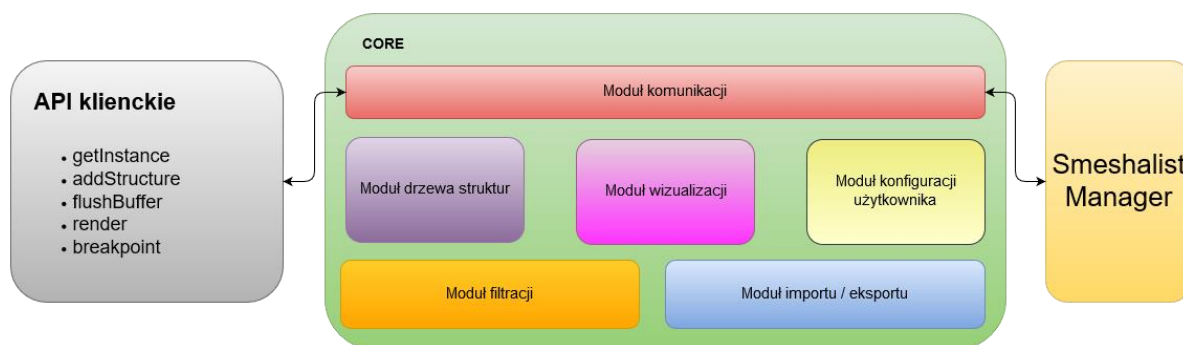 API klienckie
• getInstance
• addStructure
• flushBuffer
• render
• breakpoint
CORE
Moduł komunikacji
Moduł drzewa struktur
Moduł wizualizacji
Moduł konfiguracji
użytkownika
Moduł filtracji
Moduł importu / eksportu
Smeshalist
Manager